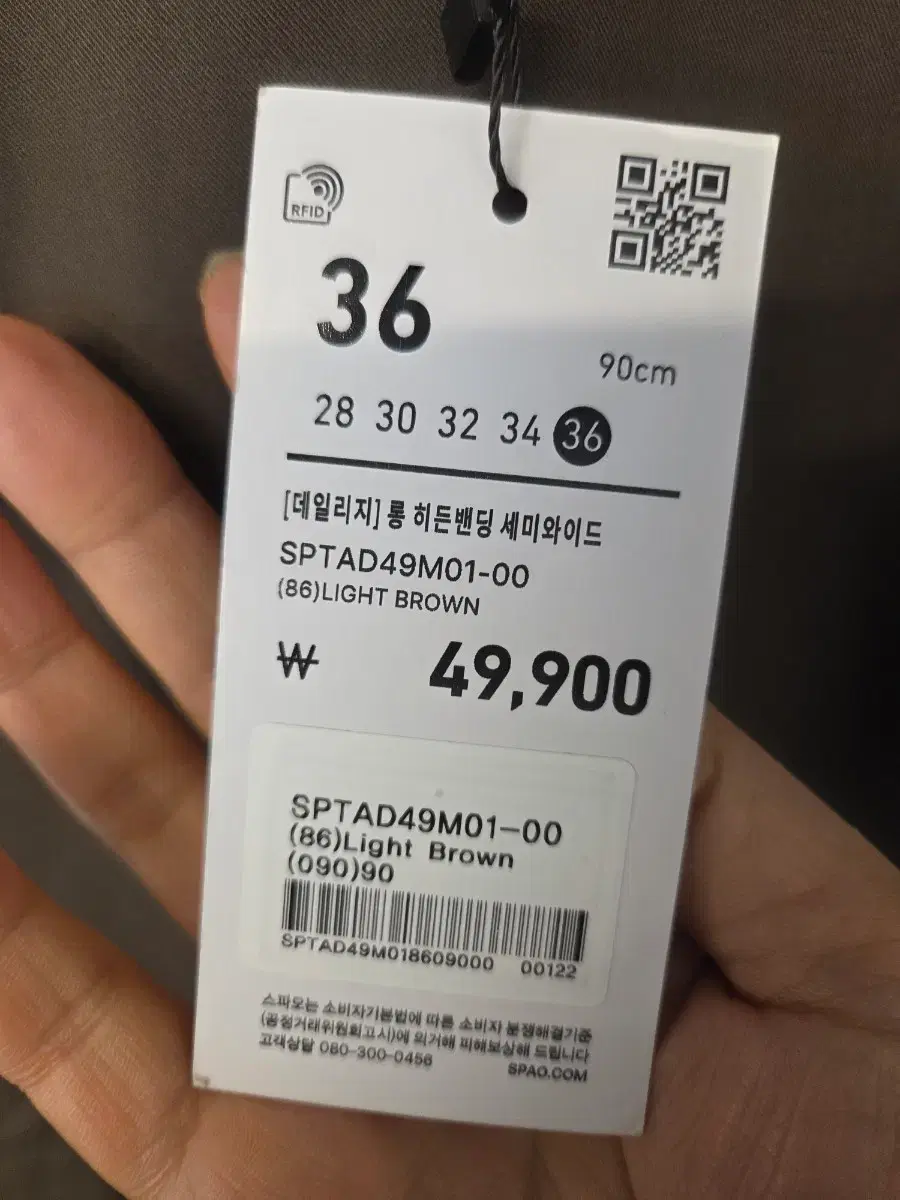 RFID
36
90cm
28 30 32 34 36
[데일리지] 롱 히든밴딩 세미와이드
SPTAD49M01-00
(86)LIGHT BROWN
₩ 49,900
SPTAD49M01-00
(86)Light Brown
(090)90
SPTAD49M018609000 00122
스파오는 소비자기본법에 따른 소비자 분쟁해결기준
(공정거래위원회고시)에 의거해 피해보상해 드립니다
고객상담 080-300-0456
SPAO.COM